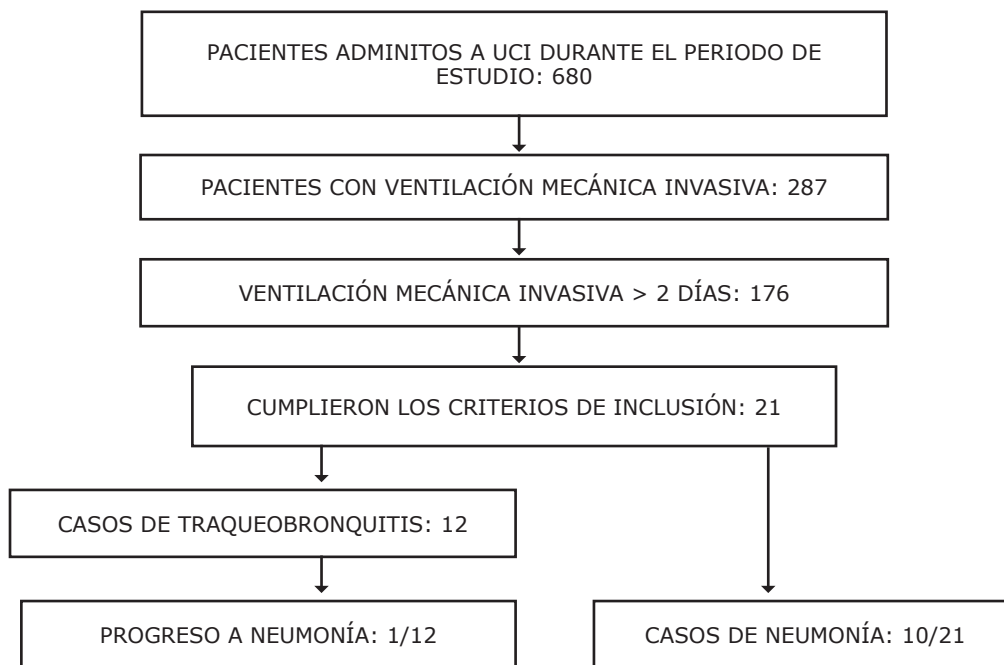 PACIENTES ADMINITOS A UCI DURANTE EL PERIODO DE
ESTUDIO: 680
PACIENTES CON VENTILACIÓN MECÁNICA INVASIVA: 287
VENTILACIÓN MECÁNICA INVASIVA > 2 DÍAS: 176
CUMPLIERON LOS CRITERIOS DE INCLUSIÓN: 21
CASOS DE TRAQUEOBRONQUITIS: 12
PROGRESO A NEUMONÍA: 1/12
CASOS DE NEUMONÍA: 10/21